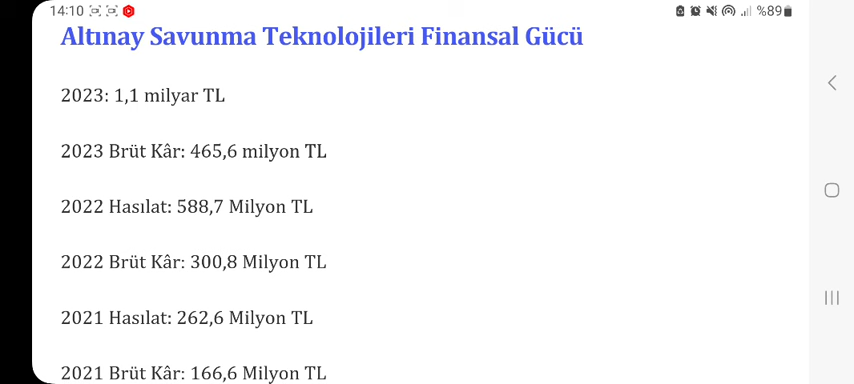 14:10
%89
Altınay Savunma Teknolojileri Finansal Gücü
2023: 1,1 milyar TL
2023 Brüt Kâr: 465,6 milyon TL
2022 Hasılat: 588,7 Milyon TL
2022 Brüt Kâr: 300,8 Milyon TL
2021 Hasılat: 262,6 Milyon TL
2021 Brüt Kâr: 166,6 Milyon TL